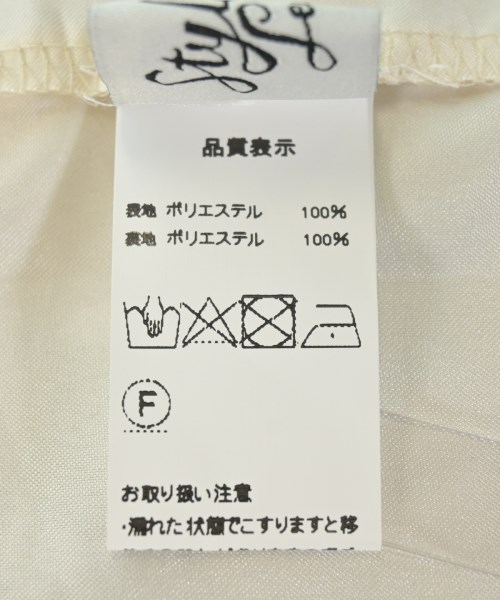 Style
品質表示
表地 ポリエステル 100%
裏地 ポリエステル 100%
F
お取り扱い注意
・濡れた状態でこすりますと移